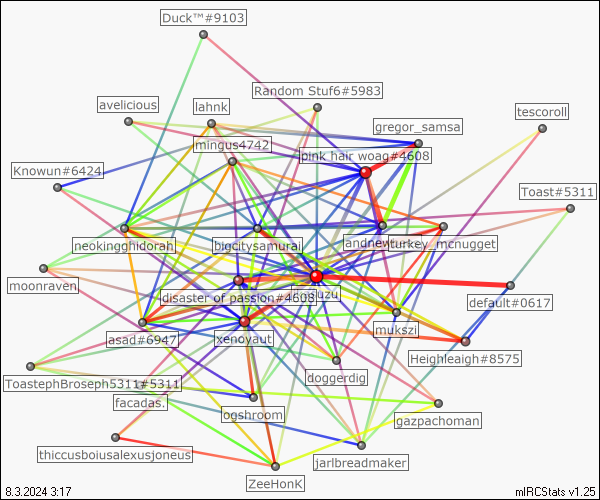 Duck™#9103
Random Stuf6#5983
avelicious
lahnk
tescoroll
gregor_samsa
mingus4742
pink hair woag#4608
Knowun#6424
Toast#5311
neokingghidorah
bigcitysamurai
andnew
turkey_mcnugget
moonraven
disaster of passion#4608
default#0617
asad#6947
xenoyaut
mukszi
Heighleaigh#8575
ToastephBroseph5311#5311
doggerdig
facadas.
ogshroom
gazpachoman
thiccusboiusalexusjoneus
jarlbreadmaker
ZeeHonK
8.3.2024 3:17
mIRCStats v1.25